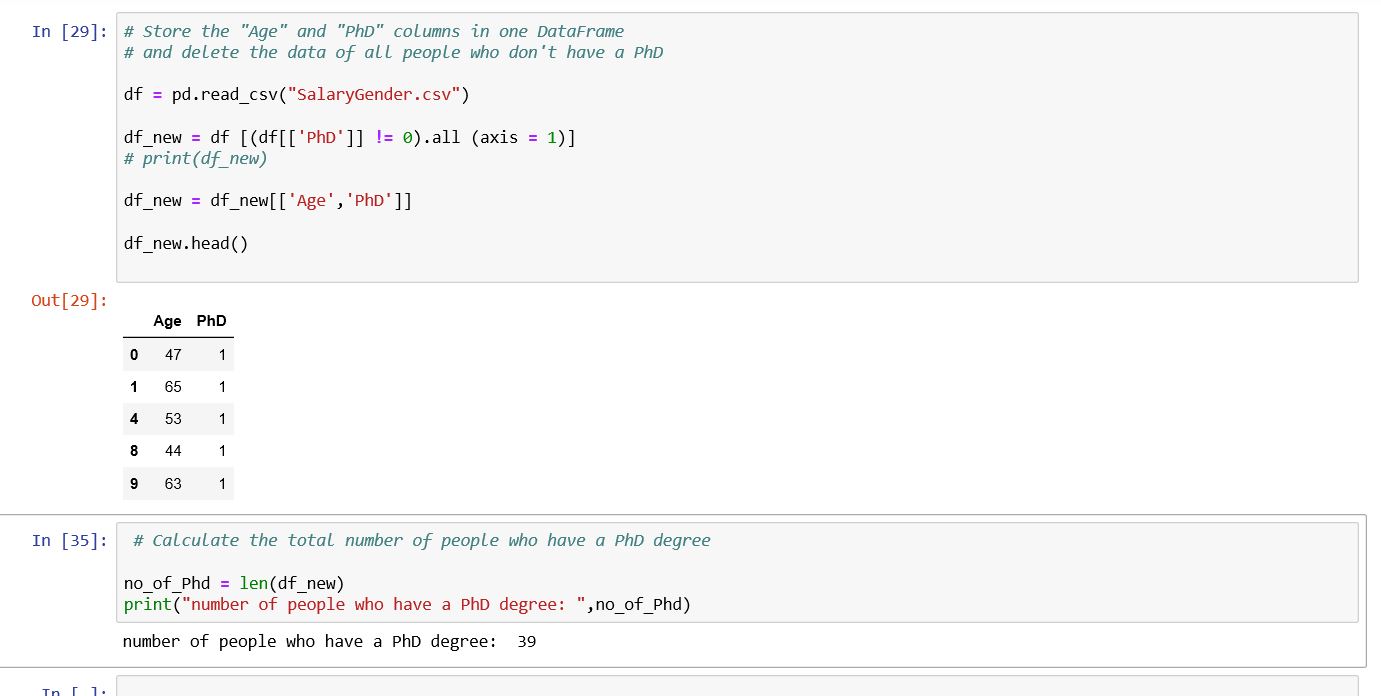 In [29]: # Store the "Age" and "PhD" columns in one DataFrame
# and delete the data of all people who don't have a PhD
df = pd.read_csv("SalaryGender.csv")
df_new = df [(df[['PhD']] != 0).all (axis = 1)]
# print(df_new)
df_new = df_new[['Age','PhD']]
df_new.head()
Out[29]:
Age PhD
0 47 1
1 65 1
4 53 1
8 44 1
9 63 1
In [35]: # Calculate the total number of people who have a PhD degree
no_of_Phd = len(df_new)
print("number of people who have a PhD degree: ",no_of_Phd)
number of people who have a PhD degree:  39
In [ ]: